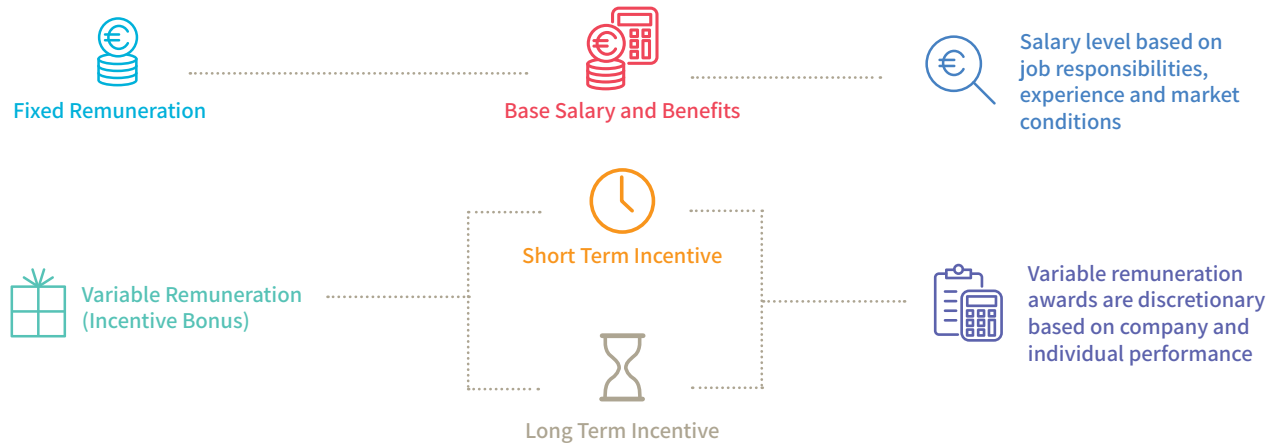 Fixed Remuneration
Base Salary and Benefits
Salary level based on
job responsibilities,
experience and market
conditions
Variable Remuneration
(Incentive Bonus)
Short Term Incentive
Long Term Incentive
Variable remuneration
awards are discretionary
based on company and
individual performance